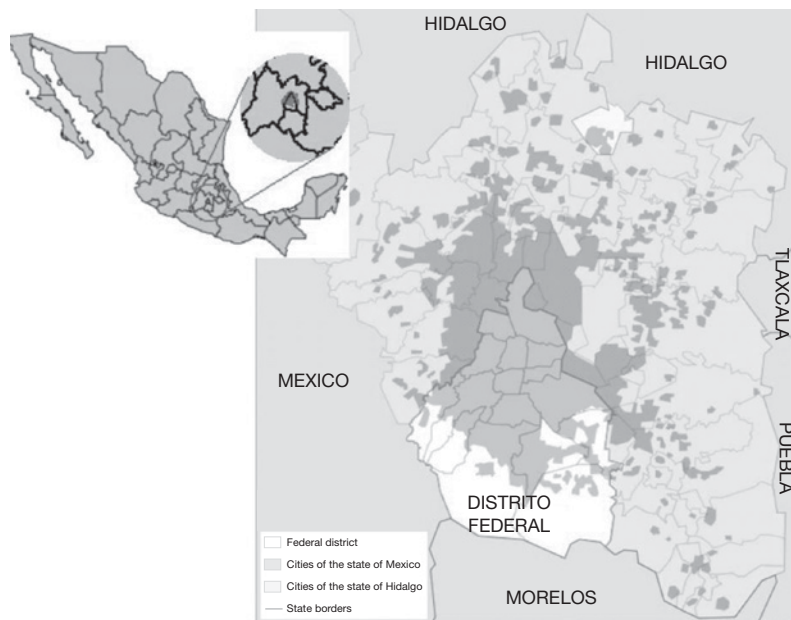 HIDALGO
HIDALGO
TLAXCALA
MEXICO
PUEBLA
DISTRITO
FEDERAL
MORELOS
Federal district
Cities of the state of Mexico
Cities of the state of Hidalgo
State borders